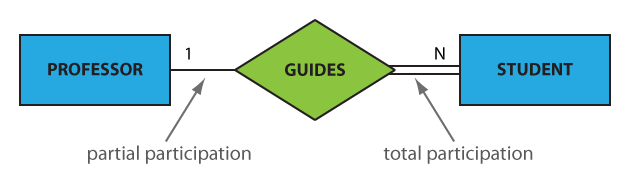 1
N
PROFESSOR
GUIDES
STUDENT
partial participation
total participation